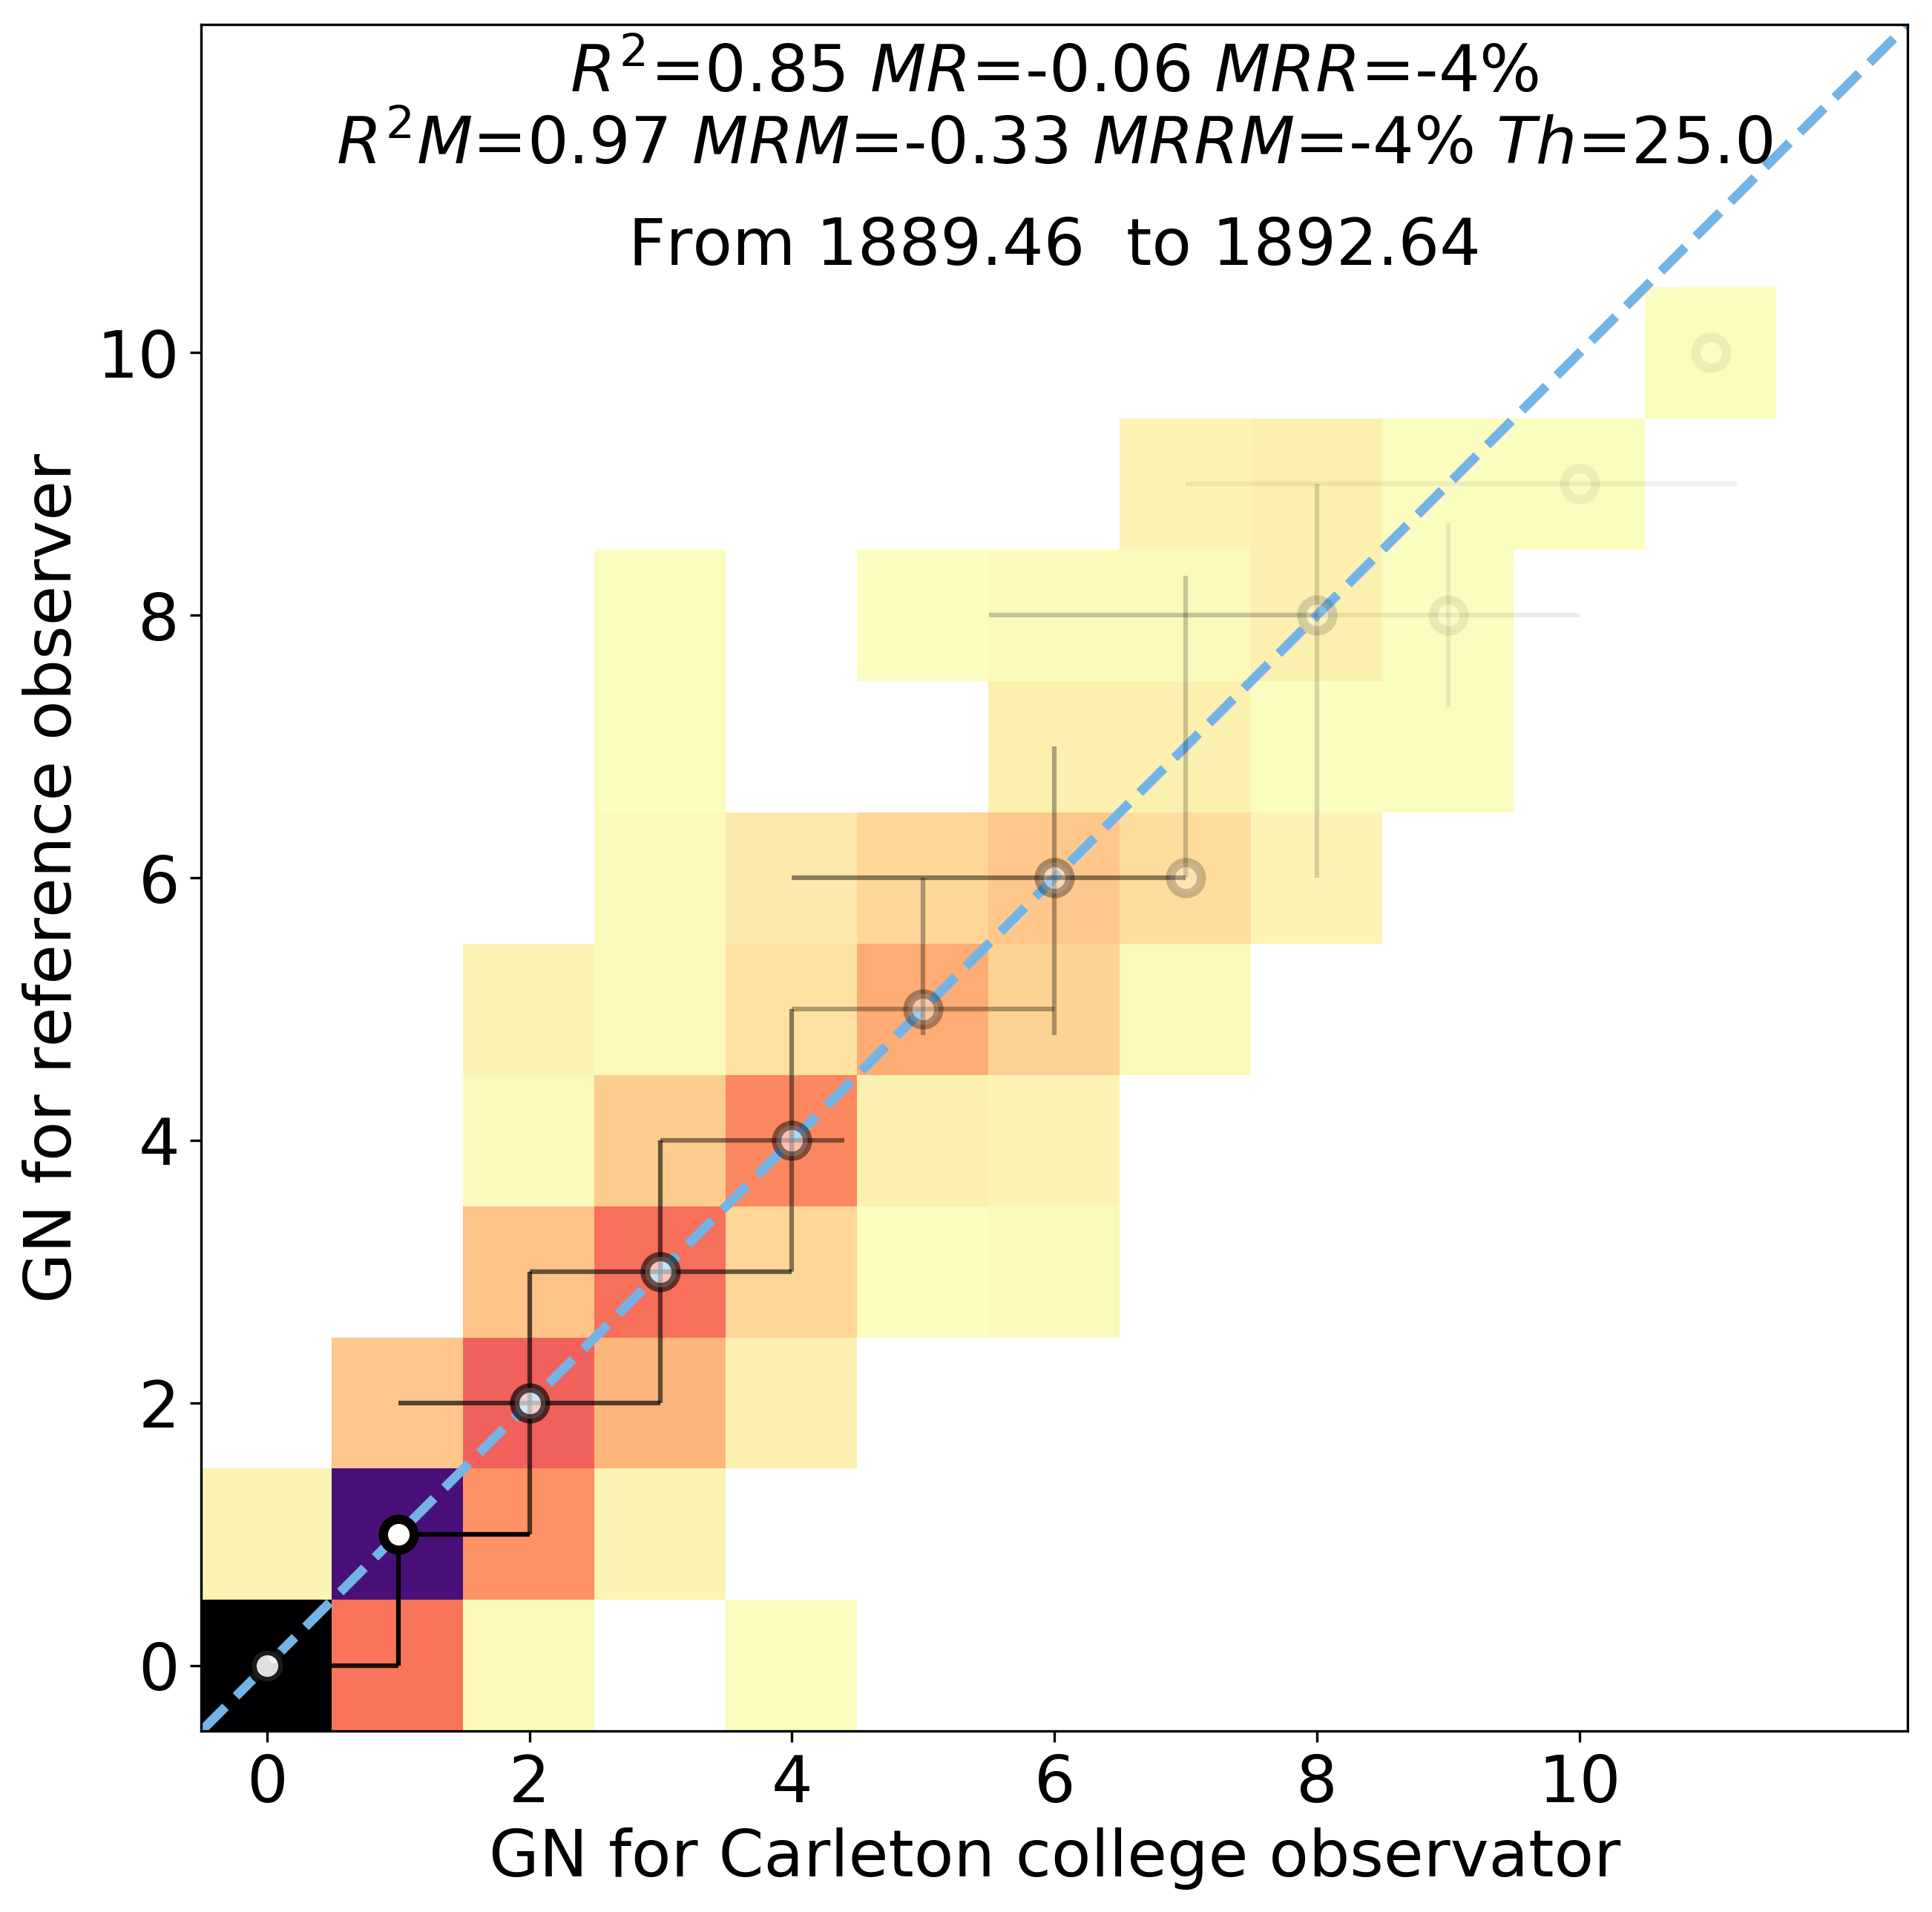 R²=0.85 MR=-0.06 MRR=-4%
R²M=0.97 MRM=-0.33 MRRM=-4% Th=25.0
From 1889.46 to 1892.64
GN for reference observer
10
8
6
4
2
0
0 2 4 6 8 10
GN for Carleton college observator